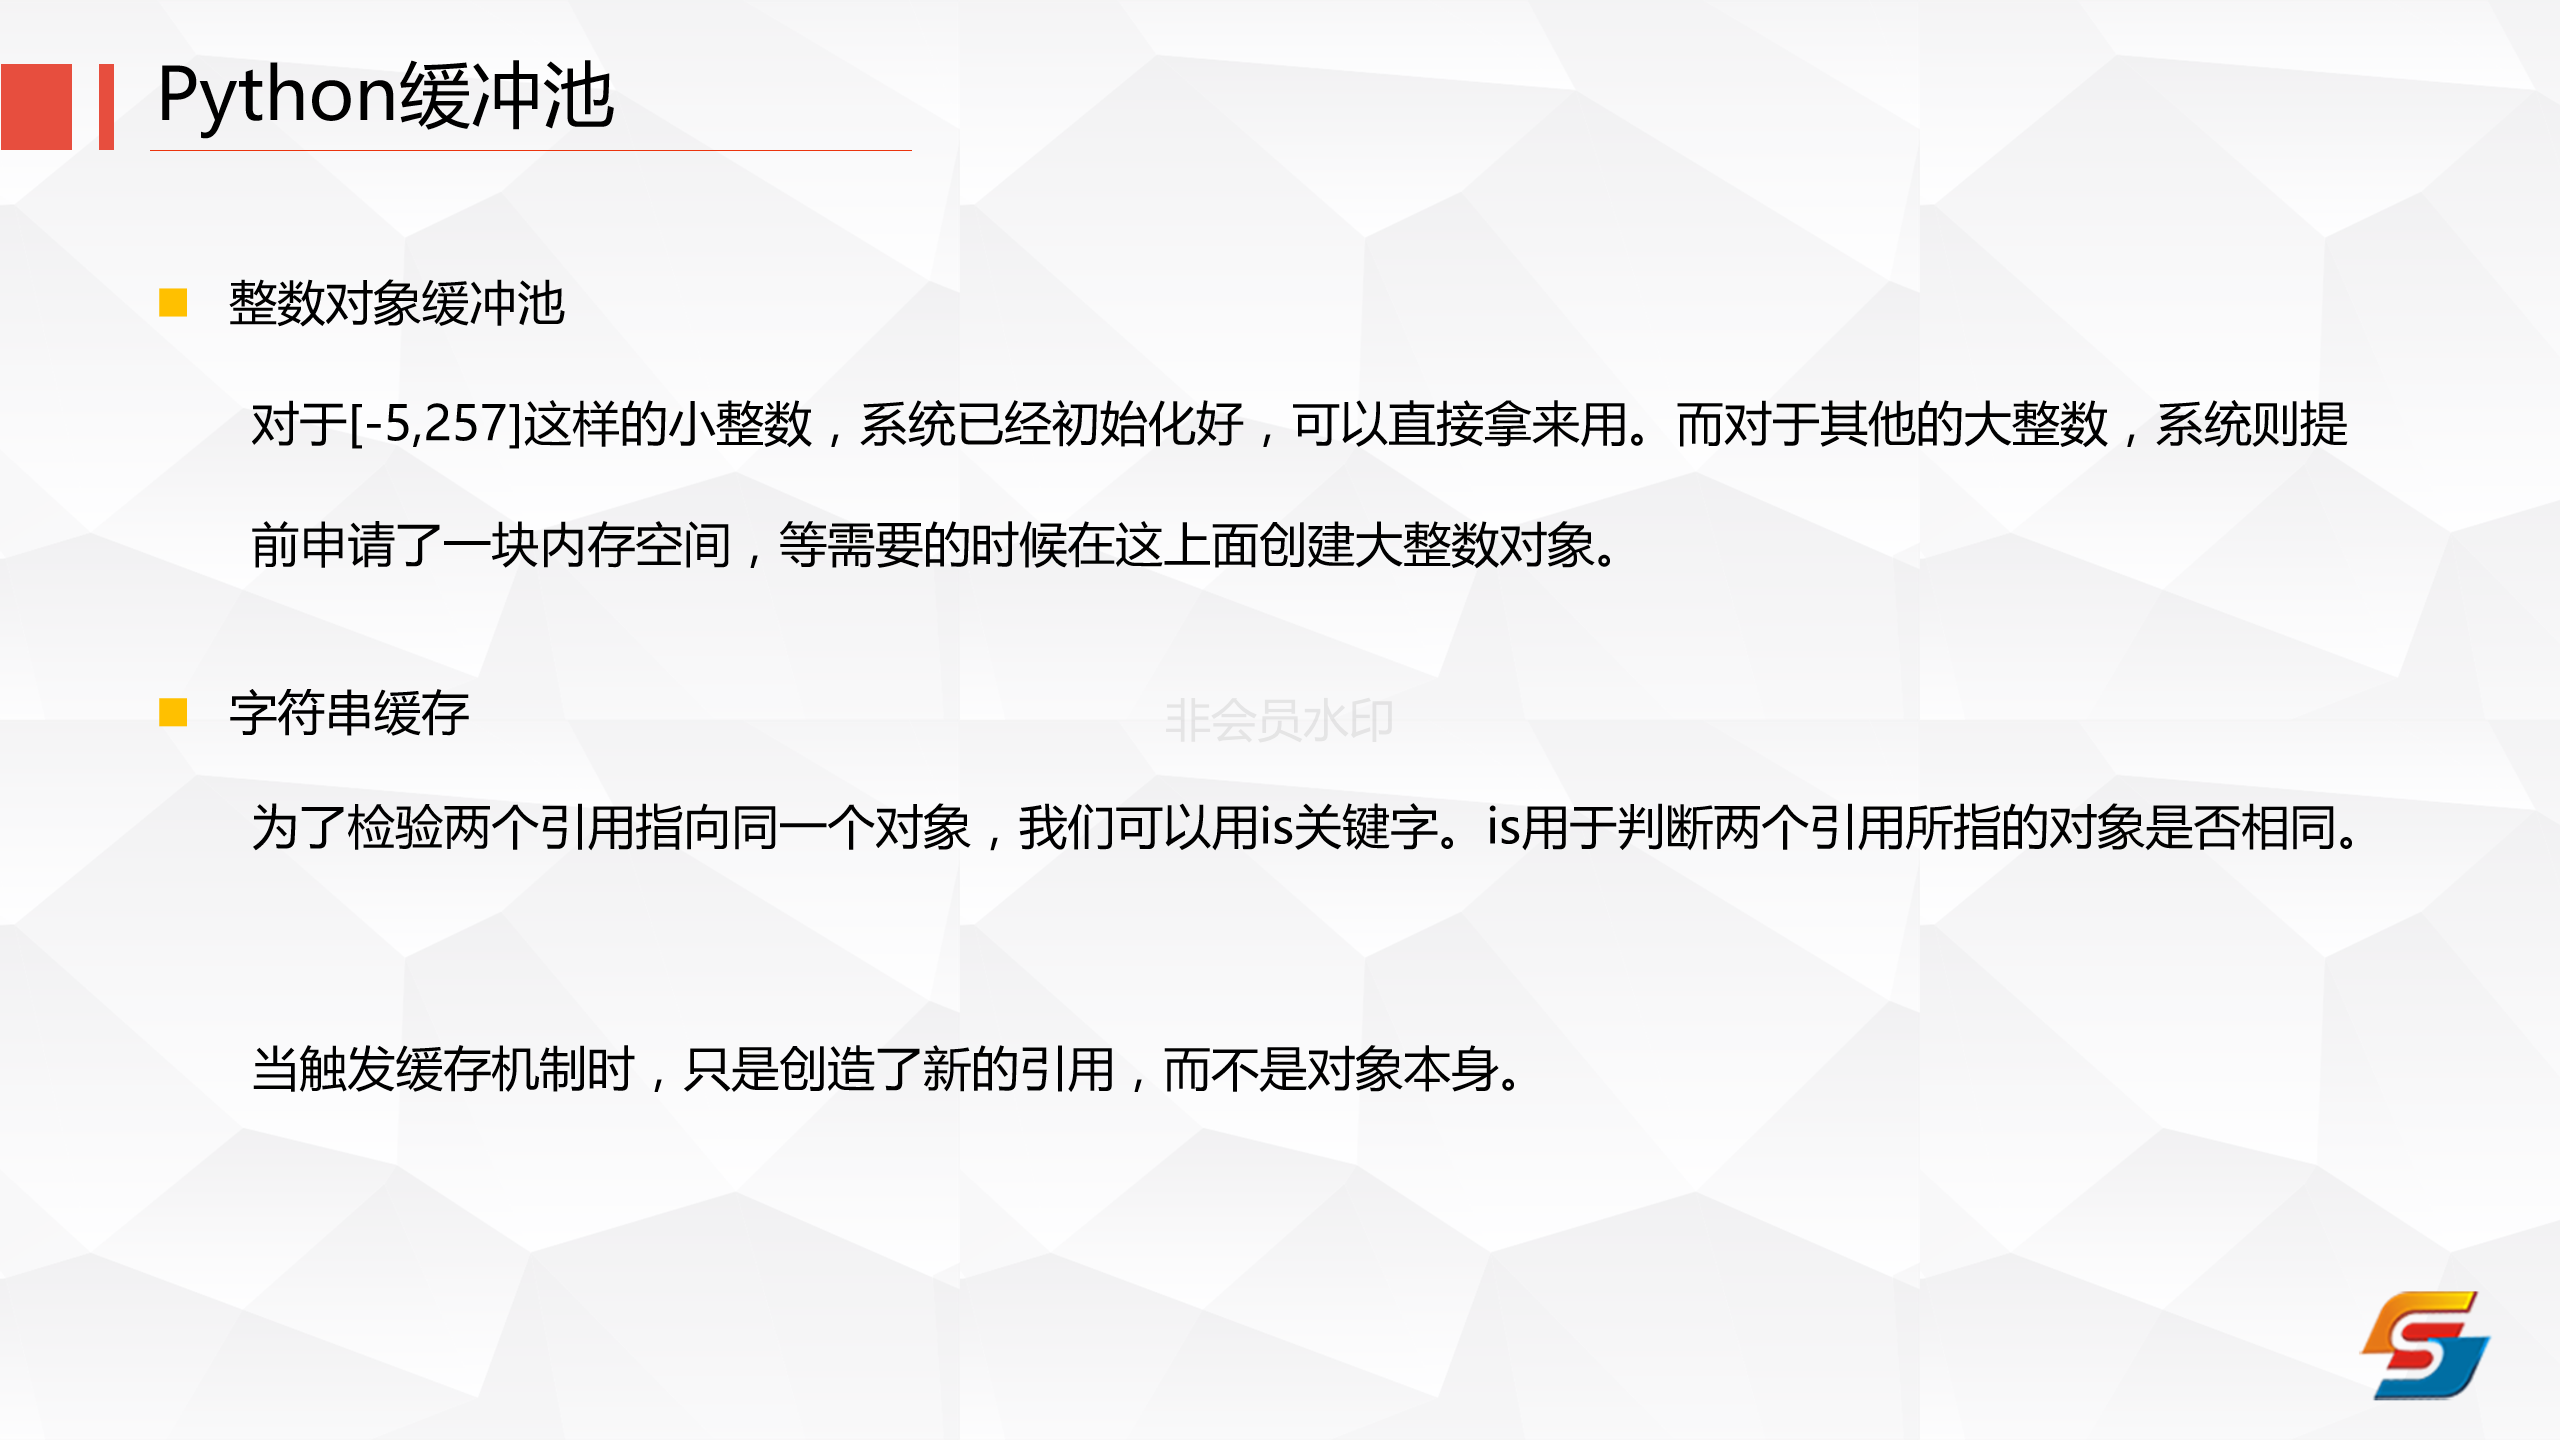 Python缓冲池
整数对象缓冲池
对于[-5,257]这样的小整数，系统已经初始化好，可以直接拿来用。而对于其他的大整数，系统则提
前申请了一块内存空间，等需要的时候在这上面创建大整数对象。
字符串缓存
非会员水印
为了检验两个引用指向同一个对象，我们可以用is关键字。is用于判断两个引用所指的对象是否相同。
当触发缓存机制时，只是创造了新的引用，而不是对象本身。